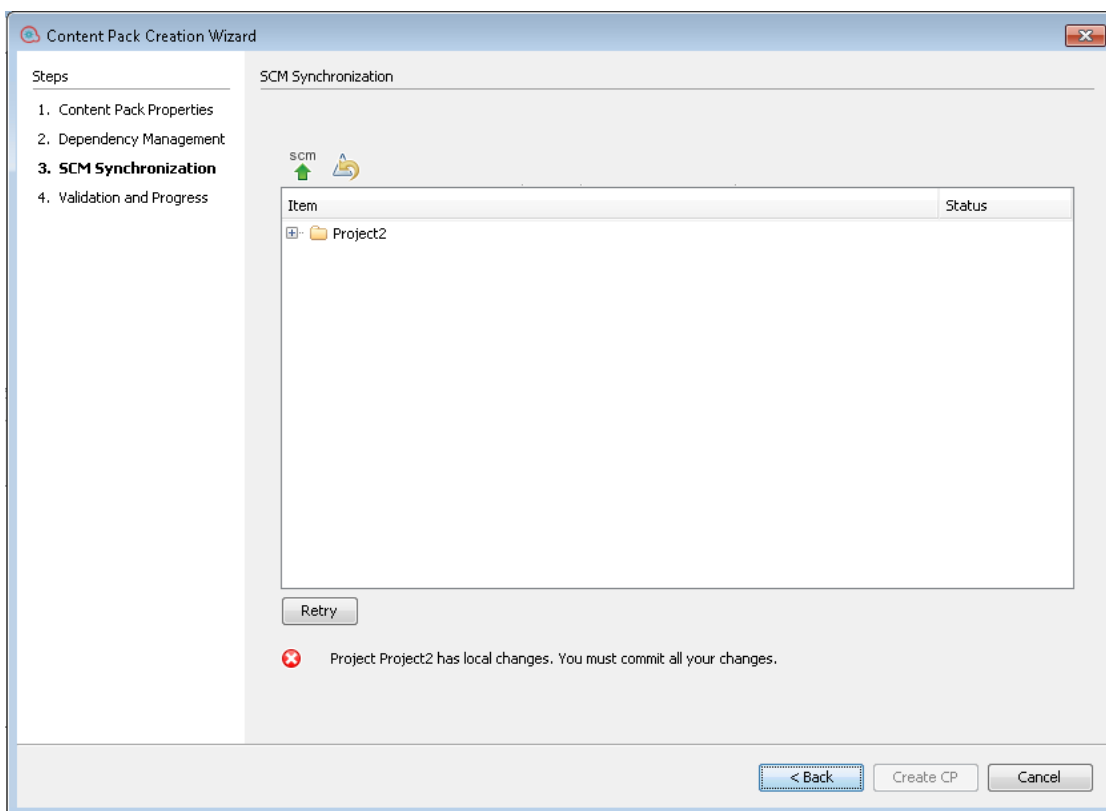 Content Pack Creation Wizard
Steps
1. Content Pack Properties
2. Dependency Management
3. SCM Synchronization
4. Validation and Progress
SCM Synchronization
scm
Item Status
Project2
Retry
Project Project2 has local changes. You must commit all your changes.
< Back Create CP Cancel